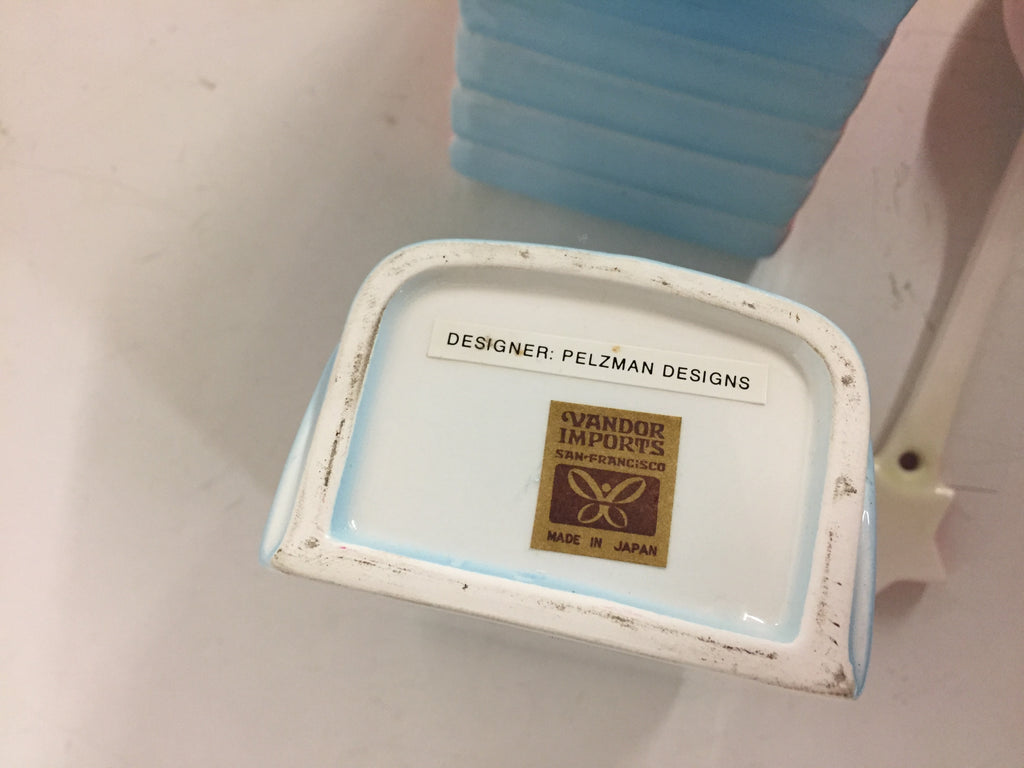 DESIGNER: PELZMAN DESIGNS
VANDOR
IMPORTS
SAN-FRANCISCO
MADE IN JAPAN